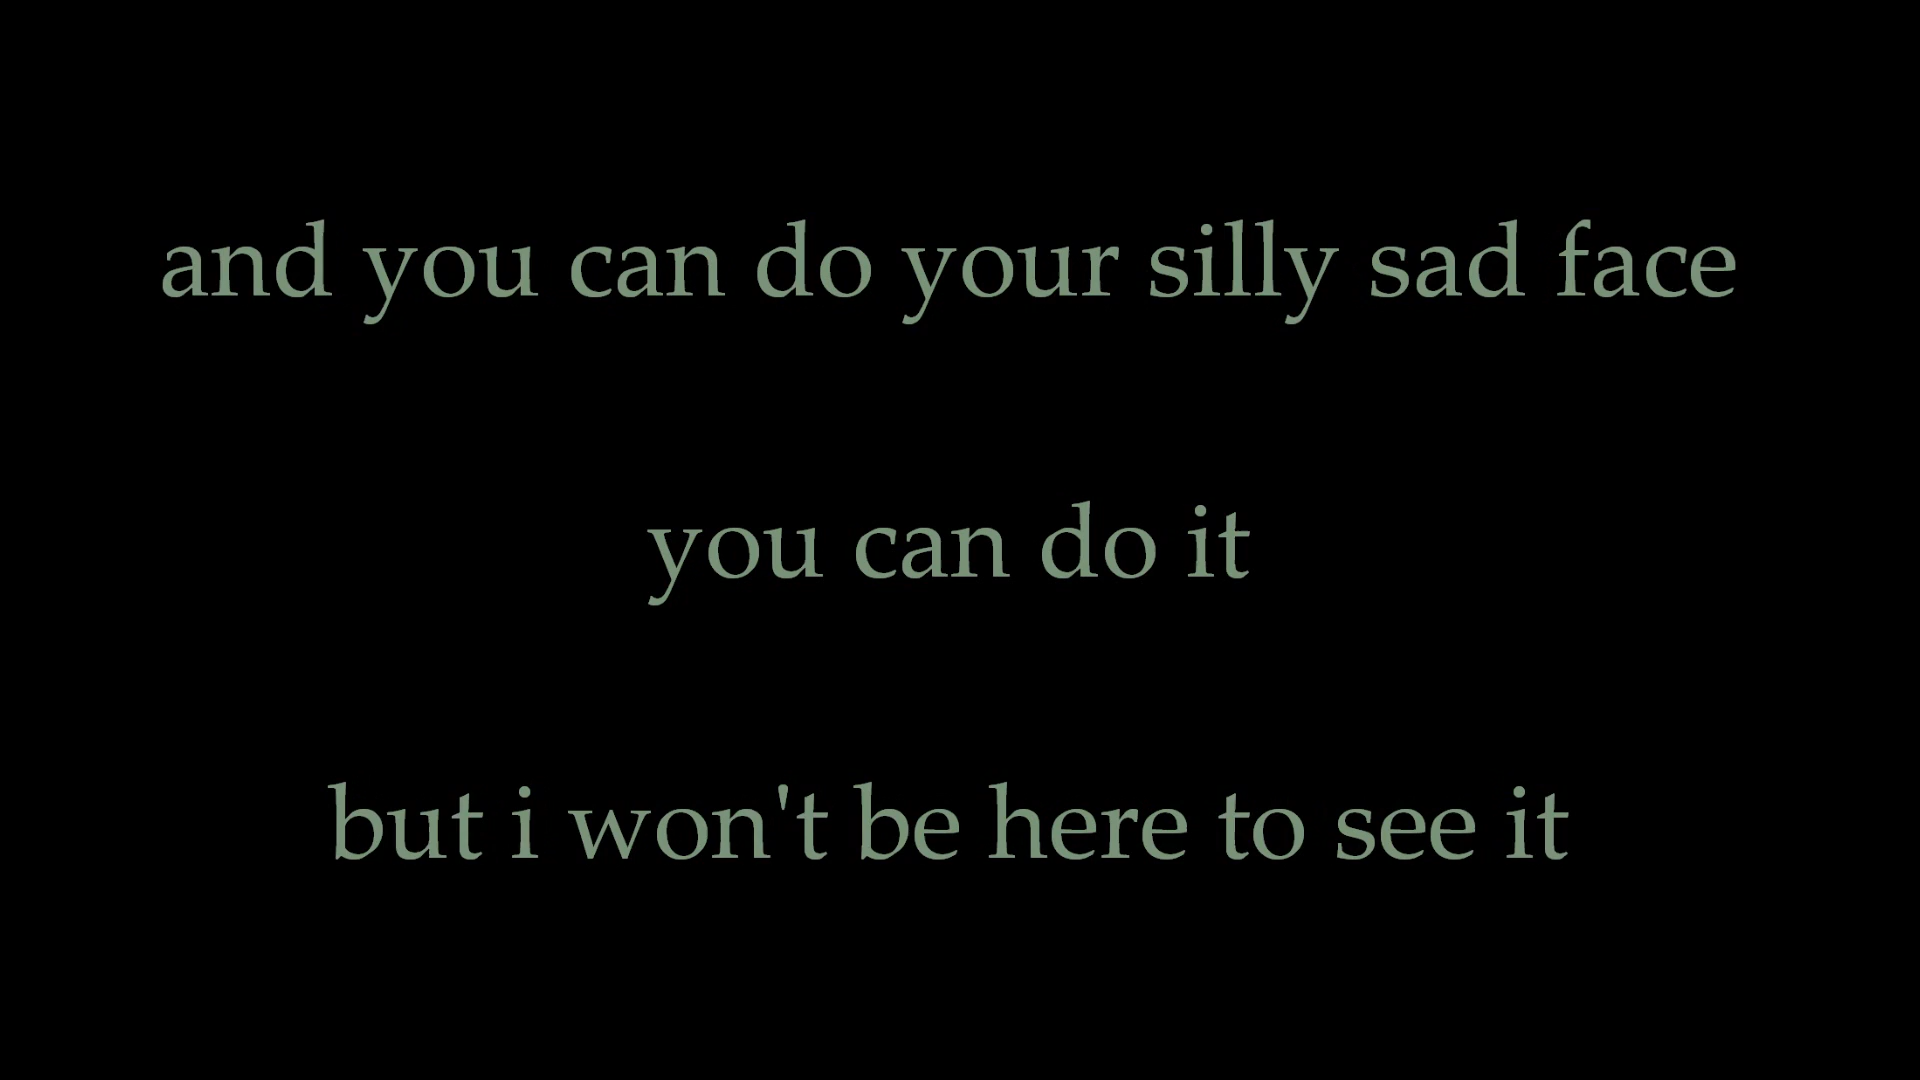 and you can do your silly sad face
you can do it
but i won't be here to see it